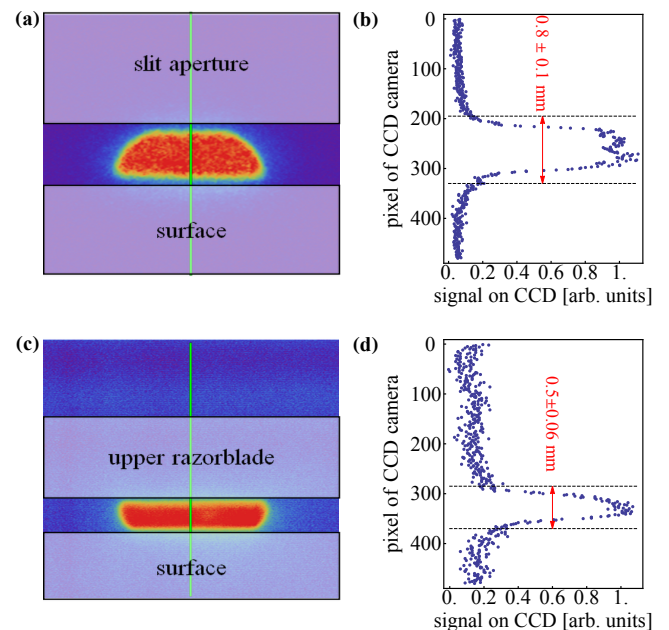 (a)
slit aperture
surface
(b)
0
100
200
300
400
pixel of CCD camera
0.8 ± 0.1 mm
0. 0.2 0.4 0.6 0.8 1.
signal on CCD [arb. units]
(c)
upper razorblade
surface
(d)
0
100
200
300
400
pixel of CCD camera
0.5±0.06 mm
0. 0.2 0.4 0.6 0.8 1.
signal on CCD [arb. units]